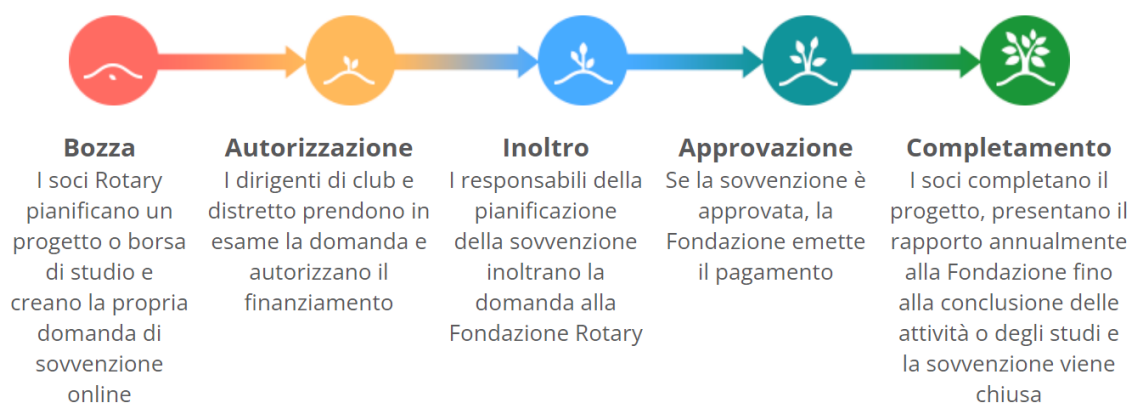 Bozza
I soci Rotary
pianificano un
progetto o borsa
di studio e
creano la propria
domanda di
sovvenzione
online
Autorizzazione
I dirigenti di club e
distretto prendono in
esame la domanda e
autorizzano il
finanziamento
Inoltro
I responsabili della
pianificazione
della sovvenzione
inoltrano la
domanda alla
Fondazione Rotary
Approvazione
Se la sovvenzione è
approvata, la
Fondazione emette
il pagamento
Completamento
I soci completano il
progetto, presentano il
rapporto annualmente
alla Fondazione fino
alla conclusione delle
attività o degli studi e
la sovvenzione viene
chiusa